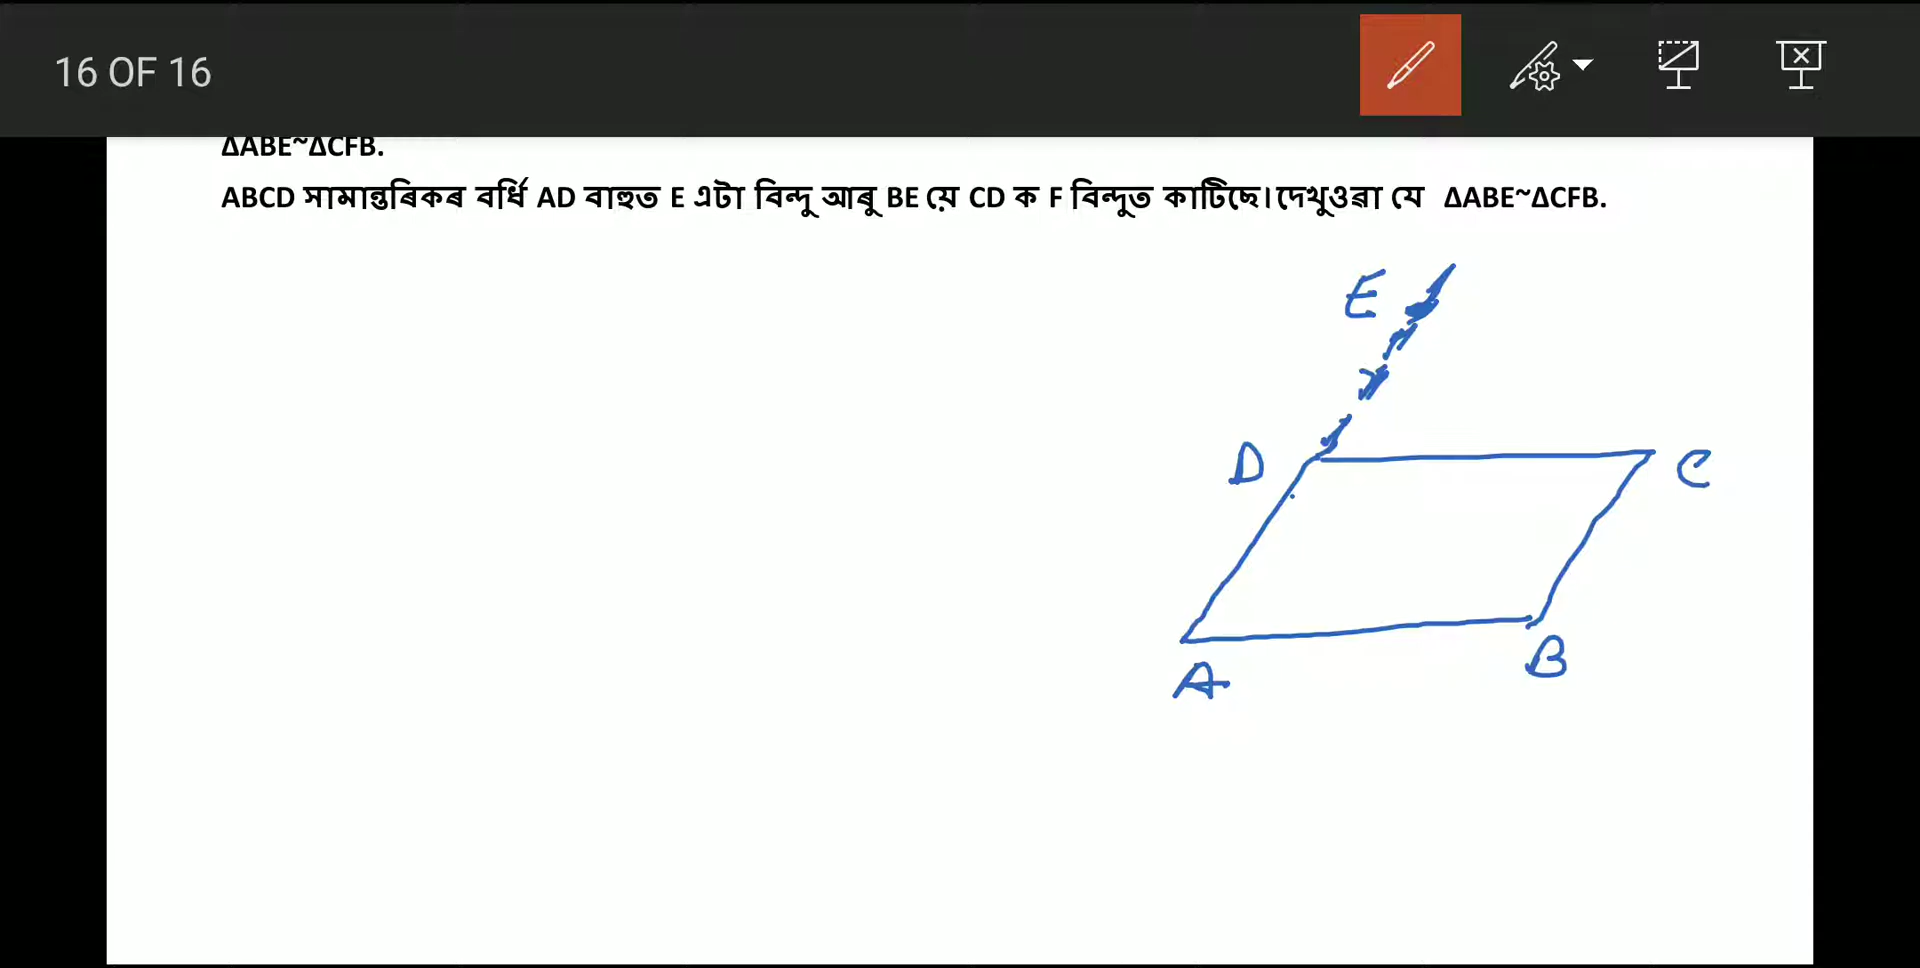 16 OF 16
ΔABE~ΔCFB.
ABCD সামান্তৰিকৰ বৰ্ধি AD বাহুত E এটা বিন্দু আৰু BE য়ে CD ক F বিন্দুত কাটিছে। দেখুওৱা যে ΔABE~ΔCFB.
E
D
C
B
A